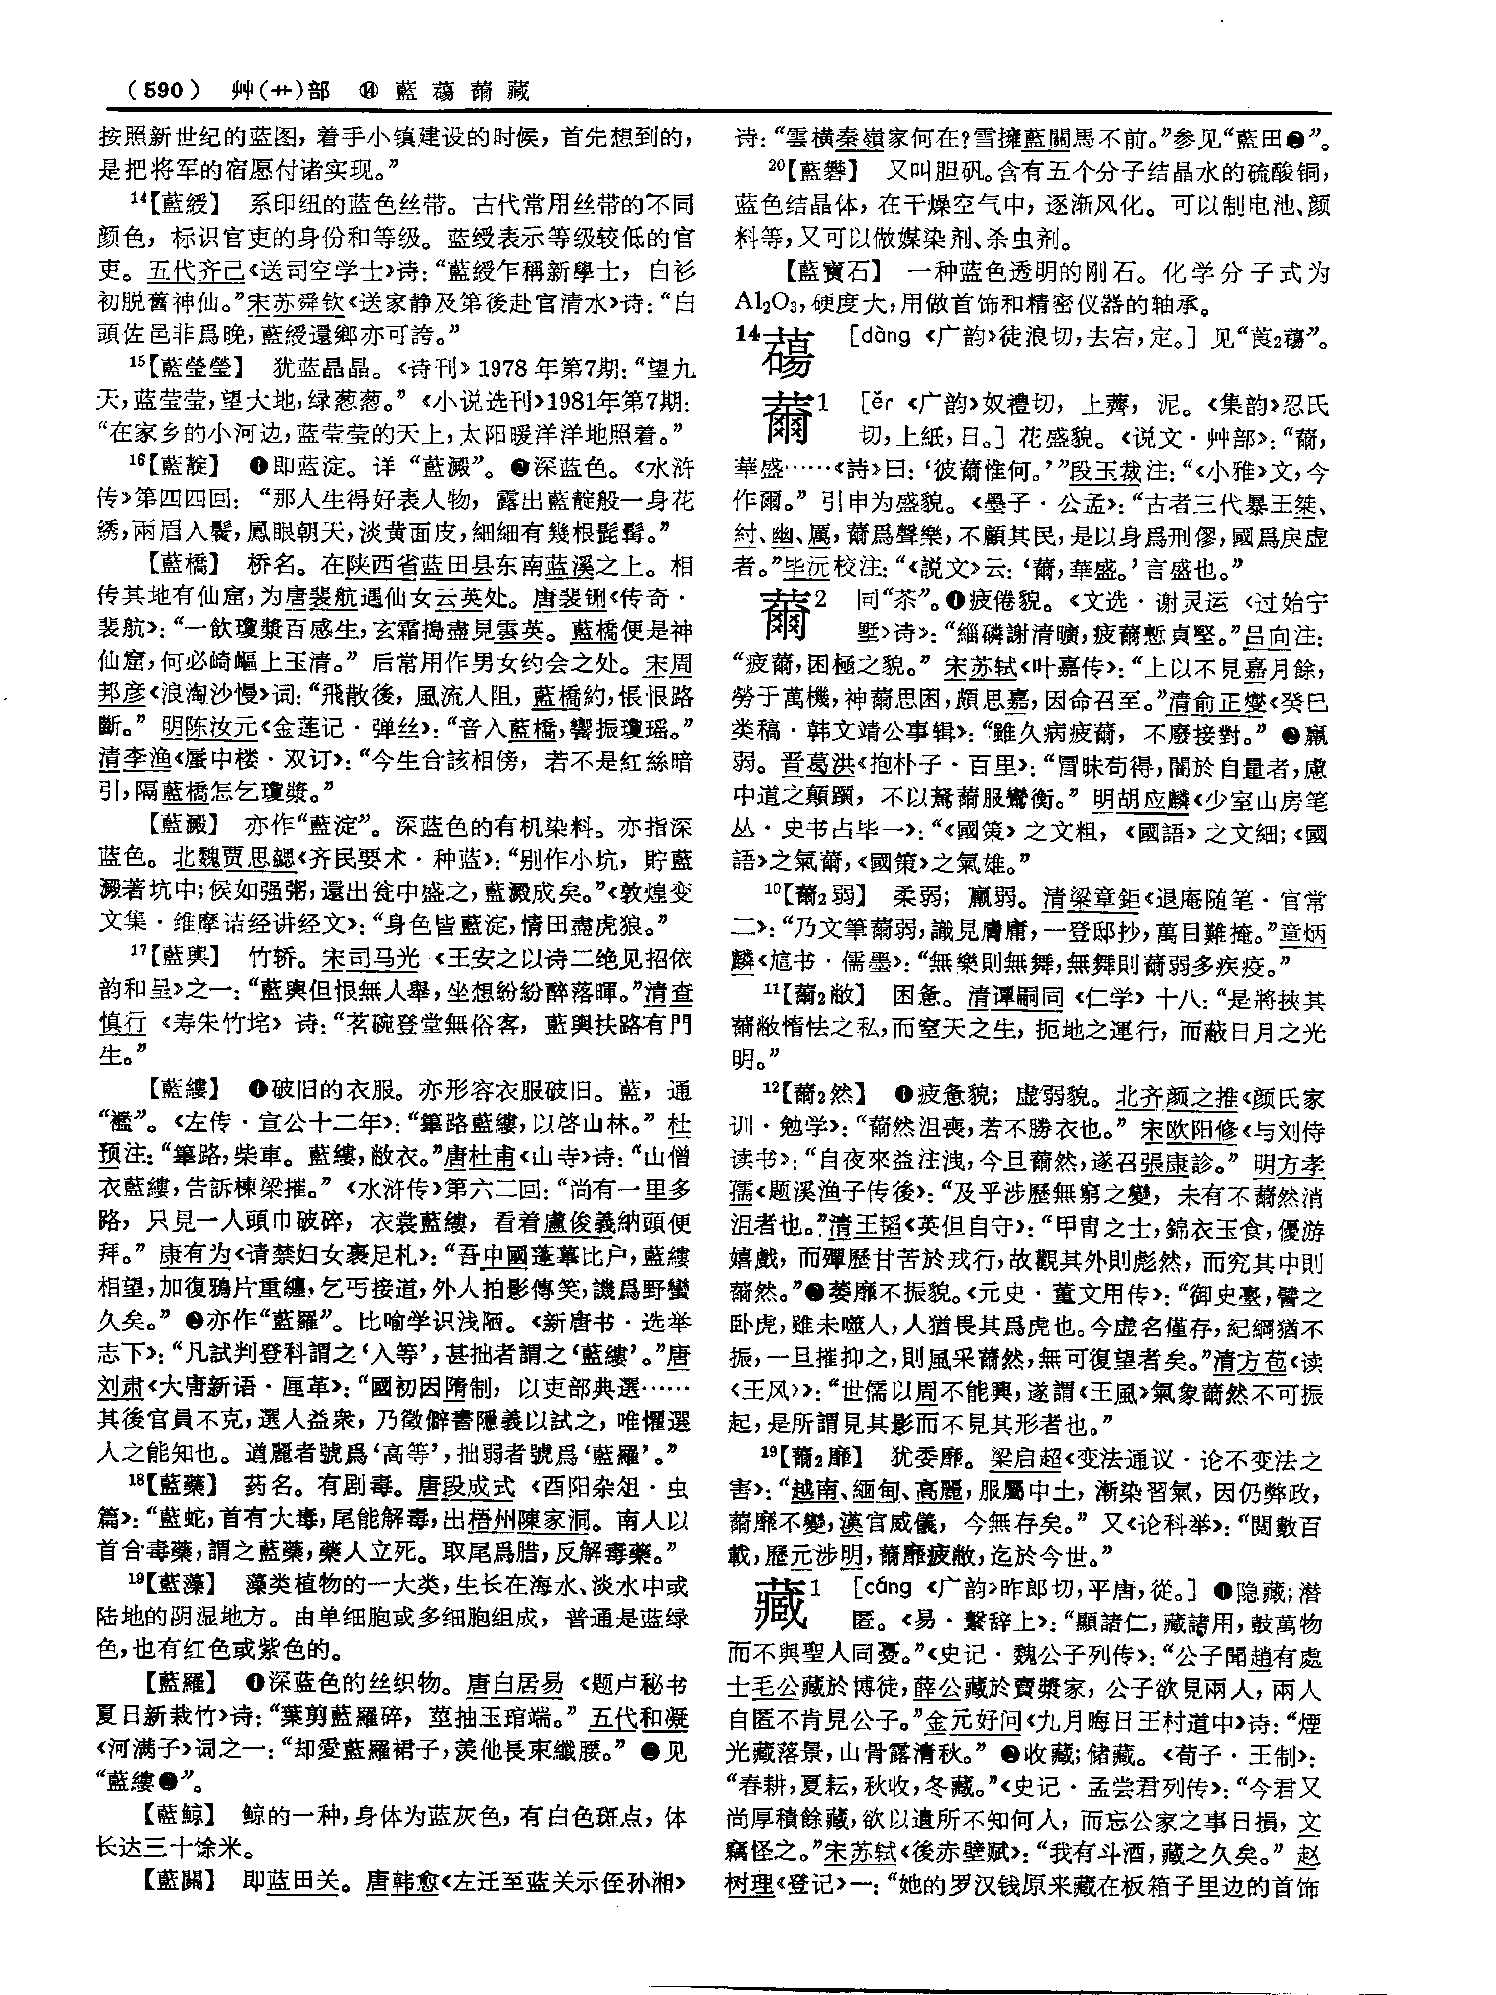 (590) 艸(艹)部 ⑭ 藍 蘯 薾 藏
按照新世纪的蓝图，着手小镇建设的时候，首先想到的，
是把将军的宿愿付诸实现。”
14【藍綬】 系印纽的蓝色丝带。古代常用丝带的不同
颜色，标识官吏的身份和等级。蓝绶表示等级较低的官
吏。五代齐己《送司空学士》诗：“藍綬乍稱新學士，白衫
初脱舊神仙。”宋苏舜钦《送家静及第後赴官清水》诗：“白
頭佐邑非爲晚，藍綬還鄉亦可誇。”
15【藍瑩瑩】 犹蓝晶晶。《诗刊》1978年第7期：“望九
天，蓝莹莹，望大地，绿葱葱。”《小说选刊》1981年第7期：
“在家乡的小河边，蓝莹莹的天上，太阳暖洋洋地照着。”
16【藍靛】 ❶即蓝淀。详“藍澱”。❷深蓝色。《水浒
传》第四四回：“那人生得好表人物，露出藍靛般一身花
绣，兩眉入鬢，鳳眼朝天，淡黄面皮，細細有幾根髭髯。”
【藍橋】 桥名。在陕西省蓝田县东南蓝溪之上。相
传其地有仙窟，为唐裴航遇仙女云英处。唐裴铏《传奇·
裴航》：“一飲瓊漿百感生，玄霜搗盡見雲英。藍橋便是神
仙窟，何必崎嶇上玉清。”后常用作男女约会之处。宋周
邦彦《浪淘沙慢》词：“飛散後，風流人阻，藍橋約，悵恨路
斷。”明陈汝元《金莲记·弹丝》：“音入藍橋，響振瓊瑶。”
清李渔《蜃中楼·双订》：“今生合該相傍，若不是紅絲暗
引，隔藍橋怎乞瓊漿。”
【藍澱】 亦作“藍淀”。深蓝色的有机染料。亦指深
蓝色。北魏贾思勰《齐民要术·种蓝》：“别作小坑，貯藍
澱著坑中；候如强粥，還出瓮中盛之，藍澱成矣。”《敦煌变
文集·维摩诘经讲经文》：“身色皆藍淀，情田盡虎狼。”
17【藍輿】 竹轿。宋司马光《王安之以诗二绝见招依
韵和呈》之一：“藍輿但恨無人舉，坐想紛紛醉落暉。”清查
慎行《寿朱竹垞》诗：“茗碗登堂無俗客，藍輿扶路有門
生。”
【藍縷】 ❶破旧的衣服。亦形容衣服破旧。藍，通
“襤”。《左传·宣公十二年》：“篳路藍縷，以啓山林。”杜
预注：“篳路，柴車。藍縷，敝衣。”唐杜甫《山寺》诗：“山僧
衣藍縷，告訴棟梁摧。”《水浒传》第六二回：“尚有一里多
路，只見一人頭巾破碎，衣裳藍縷，看着盧俊義納頭便
拜。”康有为《请禁妇女裹足札》：“吾中國蓬蓽比户，藍縷
相望，加復鴉片重纏，乞丐接道，外人拍影傳笑，譏爲野蠻
久矣。”❷亦作“藍羅”。比喻学识浅陋。《新唐书·选举
志下》：“凡試判登科謂之‘入等’，甚拙者謂之‘藍縷’。”唐
刘肃《大唐新语·厘革》：“國初因隋制，以吏部典選……
其後官員不充，選人益衆，乃徵僻書隱義以試之，唯懼選
人之能知也。遒麗者號爲‘高等’，拙弱者號爲‘藍羅’。”
18【藍藥】 药名。有剧毒。唐段成式《酉阳杂俎·虫
篇》：“藍蛇，首有大毒，尾能解毒，出梧州陳家洞。南人以
首合毒藥，謂之藍藥，藥人立死。取尾爲腊，反解毒藥。”
19【藍藻】 藻类植物的一大类，生长在海水、淡水中或
陆地的阴湿地方。由单细胞或多细胞组成，普通是蓝绿
色，也有红色或紫色的。
【藍羅】 ❶深蓝色的丝织物。唐白居易《题卢秘书
夏日新栽竹》诗：“葉剪藍羅碎，莖抽玉琯端。”五代和凝
《河满子》词之一：“却愛藍羅裙子，羨他長束纖腰。”❷见
“藍縷❷”。
【藍鯨】 鲸的一种，身体为蓝灰色，有白色斑点，体
长达三十馀米。
【藍關】 即蓝田关。唐韩愈《左迁至蓝关示侄孙湘》
诗：“雲横秦嶺家何在？雪擁藍關馬不前。”参见“藍田❷”。
20【藍礬】 又叫胆矾。含有五个分子结晶水的硫酸铜，
蓝色结晶体，在干燥空气中，逐渐风化。可以制电池、颜
料等，又可以做媒染剂、杀虫剂。
【藍寶石】 一种蓝色透明的刚石。化学分子式为
Al₂O₃，硬度大，用做首饰和精密仪器的轴承。
14蘯 [dàng《广韵》徒浪切，去宕，定。] 见“莨₂蘯”。
薾1 [ěr《广韵》奴禮切，上薺，泥。《集韵》忍氏
切，上紙，日。] 花盛貌。《说文·艸部》：“薾，
華盛……《詩》曰：‘彼薾惟何。’”段玉裁注：“《小雅》文，今
作爾。”引申为盛貌。《墨子·公孟》：“古者三代暴王桀、
紂、幽、厲，薾爲聲樂，不顧其民，是以身爲刑僇，國爲戾虚
者。”毕沅校注：“《説文》云：‘薾，華盛。’言盛也。”
薾2 同“苶”。❶疲倦貌。《文选·谢灵运〈过始宁
墅〉诗》：“緇磷謝清曠，疲薾慙貞堅。”吕向注：
“疲薾，困極之貌。”宋苏轼《叶嘉传》：“上以不見嘉月餘，
勞于萬機，神薾思困，頗思嘉，因命召至。”清俞正燮《癸巳
类稿·韩文靖公事辑》：“雖久病疲薾，不廢接對。”❷羸
弱。晋葛洪《抱朴子·百里》：“冒昧苟得，闇於自量者，慮
中道之顛躓，不以駑薾服鸞衡。”明胡应麟《少室山房笔
丛·史书占毕一》：“《國策》之文粗，《國語》之文細；《國
語》之氣薾，《國策》之氣雄。”
10【薾₂弱】 柔弱；羸弱。清梁章鉅《退庵随笔·官常
二》：“乃文筆薾弱，識見膚庸，一登邸抄，萬目難掩。”章炳
麟《訄书·儒墨》：“無樂則無舞，無舞則薾弱多疾疫。”
11【薾₂敝】 困惫。清谭嗣同《仁学》十八：“是將挾其
薾敝惰怯之私，而窒天之生，扼地之運行，而蔽日月之光
明。”
12【薾₂然】 ❶疲惫貌；虚弱貌。北齐颜之推《颜氏家
训·勉学》：“薾然沮喪，若不勝衣也。”宋欧阳修《与刘侍
读书》：“自夜來益注洩，今旦薾然，遂召張康診。”明方孝
孺《题溪渔子传後》：“及乎涉歷無窮之變，未有不薾然消
沮者也。”清王韬《英但自守》：“甲胄之士，錦衣玉食，優游
嬉戲，而殫歷甘苦於戎行，故觀其外則彪然，而究其中則
薾然。”❷萎靡不振貌。《元史·董文用传》：“御史臺，譬之
卧虎，雖未噬人，人猶畏其爲虎也。今虚名僅存，紀綱猶不
振，一旦摧抑之，則風采薾然，無可復望者矣。”清方苞《读
〈王风〉》：“世儒以周不能興，遂謂《王風》氣象薾然不可振
起，是所謂見其影而不見其形者也。”
19【薾₂靡】 犹委靡。梁启超《变法通议·论不变法之
害》：“越南、緬甸、高麗，服屬中土，漸染習氣，因仍弊政，
薾靡不變，漢官威儀，今無存矣。”又《论科举》：“閲數百
載，歷元涉明，薾靡疲敝，迄於今世。”
藏1 [cáng《广韵》昨郎切，平唐，從。] ❶隐藏；潜
匿。《易·繫辞上》：“顯諸仁，藏諸用，鼓萬物
而不與聖人同憂。”《史记·魏公子列传》：“公子聞趙有處
士毛公藏於博徒，薛公藏於賣漿家，公子欲見兩人，兩人
自匿不肯見公子。”金元好问《九月晦日王村道中》诗：“煙
光藏落景，山骨露清秋。”❷收藏；储藏。《荀子·王制》：
“春耕，夏耘，秋收，冬藏。”《史记·孟尝君列传》：“今君又
尚厚積餘藏，欲以遺所不知何人，而忘公家之事日損，文
竊怪之。”宋苏轼《後赤壁赋》：“我有斗酒，藏之久矣。”赵
树理《登记》一：“她的罗汉钱原来藏在板箱子里边的首饰